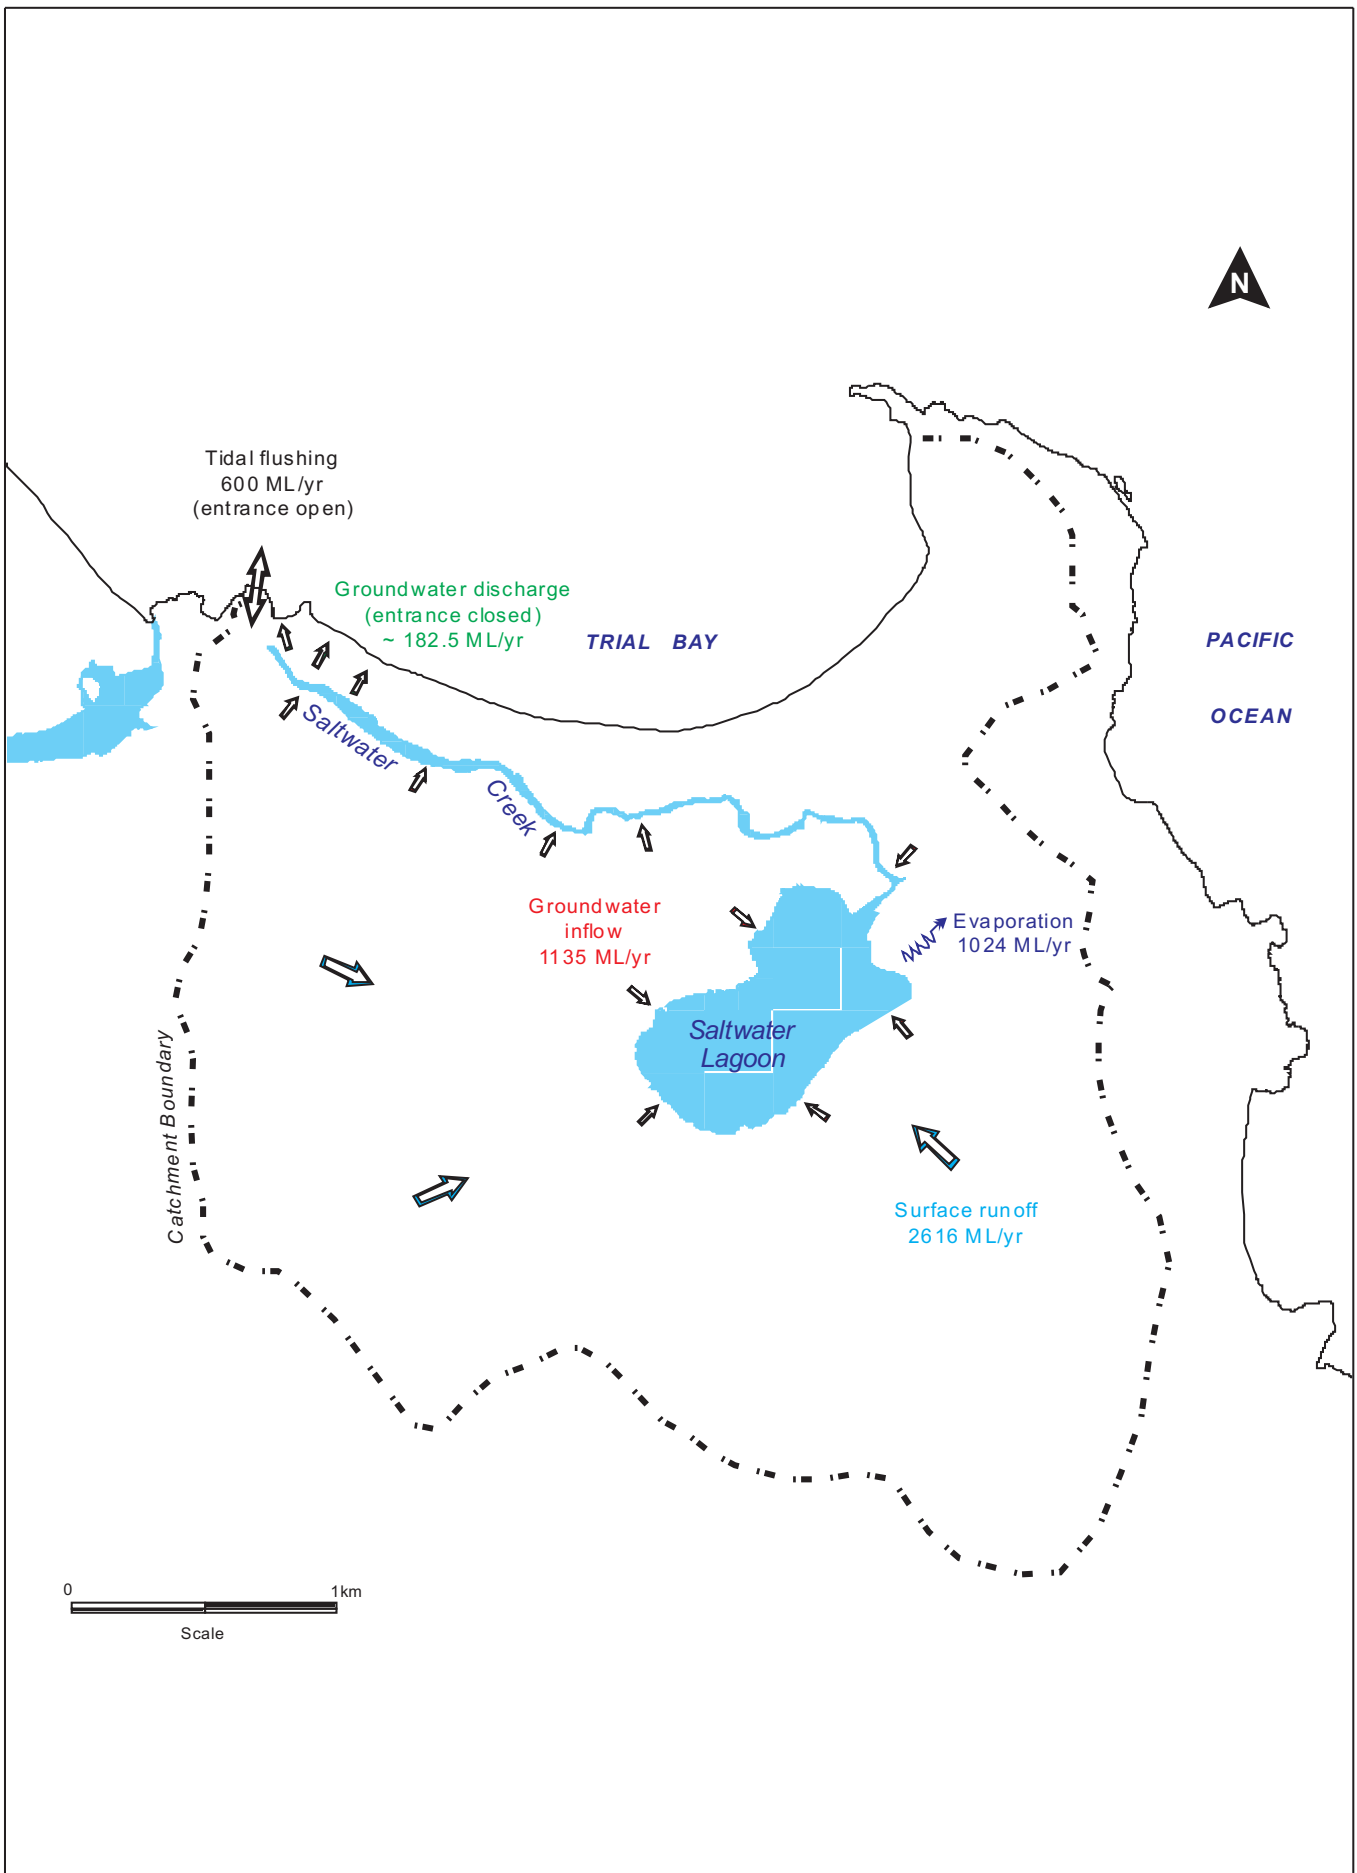 N
Tidal flushing
600 ML/yr
(entrance open)
Groundwater discharge
(entrance closed)
~ 182.5 ML/yr
TRIAL BAY
PACIFIC
OCEAN
Saltwater
Creek
Groundwater
inflow
1135 ML/yr
Evaporation
1024 ML/yr
Saltwater
Lagoon
Catchment Boundary
Surface runoff
2616 ML/yr
0 1km
Scale